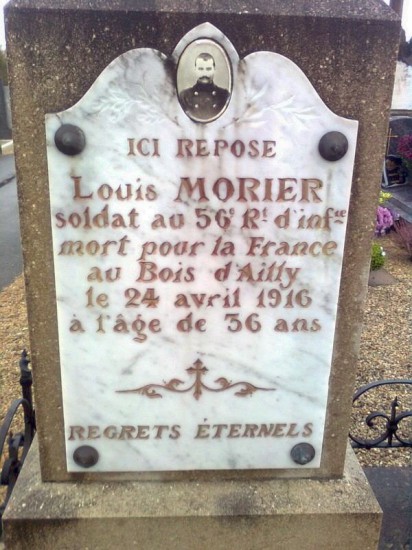 ICI REPOSE
Louis MORIER
soldat au 56e Rt d'infie
mort pour la France
au Bois d'Ailly
le 24 avril 1916
à l'âge de 36 ans
REGRETS ÉTERNELS